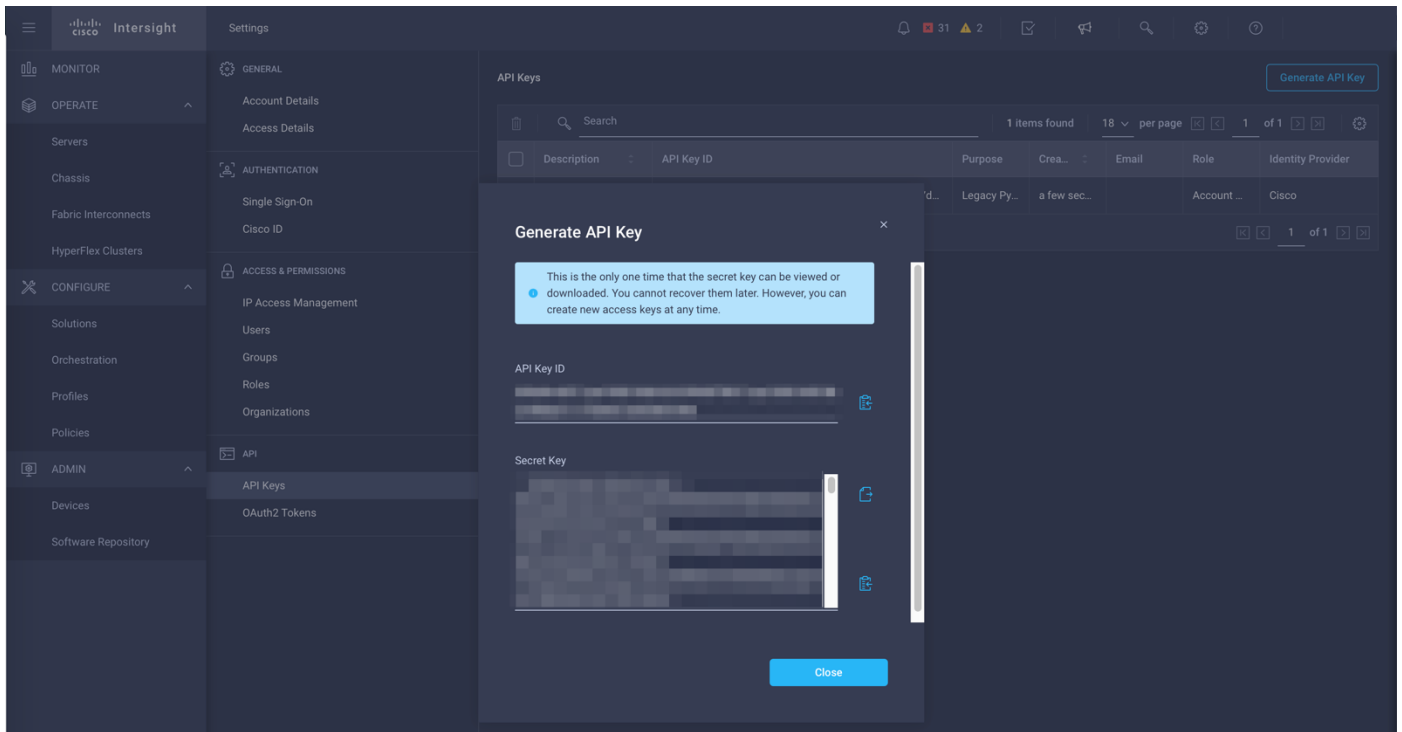 cisco Intersight
Settings
31 2
MONITOR
OPERATE
Servers
Chassis
Fabric Interconnects
HyperFlex Clusters
CONFIGURE
Solutions
Orchestration
Profiles
Policies
ADMIN
Devices
Software Repository
GENERAL
Account Details
Access Details
AUTHENTICATION
Single Sign-On
Cisco ID
ACCESS & PERMISSIONS
IP Access Management
Users
Groups
Roles
Organizations
API
API Keys
OAuth2 Tokens
API Keys
Generate API Key
Search
1 items found 18 per page 1 of 1
Description API Key ID Purpose Crea... Email Role Identity Provider
'd... Legacy Py... a few sec... Account ... Cisco
1 of 1
Generate API Key
This is the only one time that the secret key can be viewed or
downloaded. You cannot recover them later. However, you can
create new access keys at any time.
API Key ID
Secret Key
Close